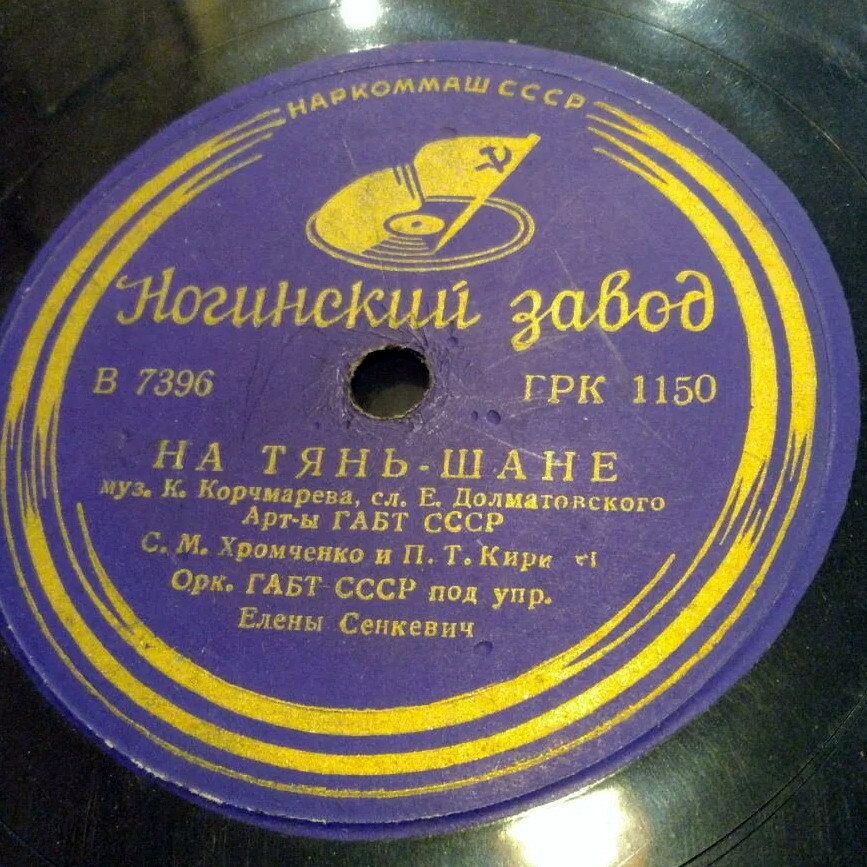 НАРКОММАШ СССР
Ногинский завод
В 7396 ГРК 1150
НА ТЯНЬ-ШАНЕ
муз. К. Корчмарева, сл. Е. Долматовского
Арт-ы ГАБТ СССР
С. М. Хромченко и П. Т.
Орк. ГАБТ СССР под упр.
Елены Сенкевич